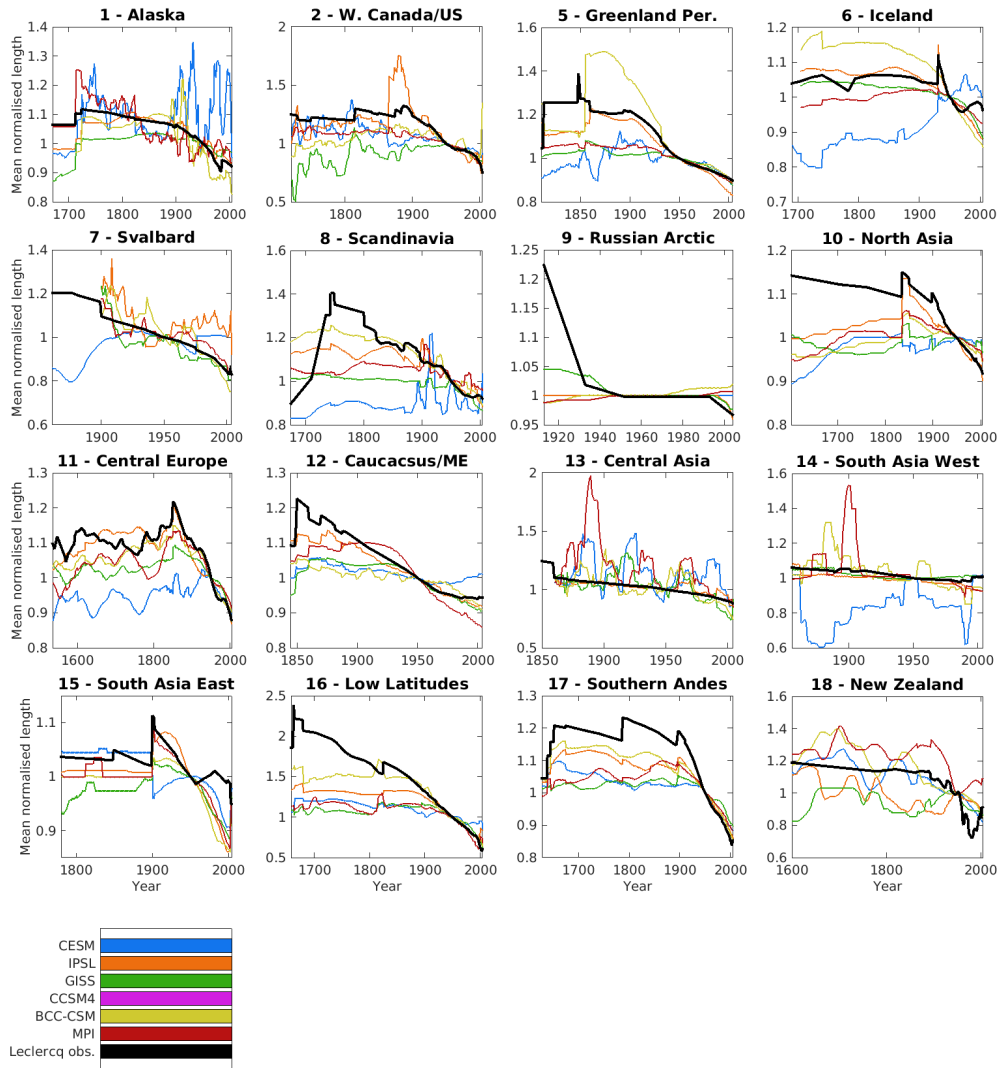 1 - Alaska
Mean normalised length
1.4
1.3
1.2
1.1
1
0.9
0.8
1700 1800 1900 2000
2 - W. Canada/US
2
1.5
1
0.5
1800 1900 2000
5 - Greenland Per.
1.6
1.4
1.2
1
0.8
1850 1900 1950 2000
6 - Iceland
1.2
1.1
1
0.9
0.8
0.7
1700 1800 1900 2000
7 - Svalbard
Mean normalised length
1.4
1.2
1
0.8
0.6
1900 1950 2000
8 - Scandinavia
1.6
1.4
1.2
1
0.8
1700 1800 1900 2000
9 - Russian Arctic
1.25
1.2
1.15
1.1
1.05
1
0.95
1920 1940 1960 1980 2000
10 - North Asia
1.2
1.1
1
0.9
0.8
1700 1800 1900 2000
11 - Central Europe
Mean normalised length
1.3
1.2
1.1
1
0.9
0.8
1600 1700 1800 1900 2000
12 - Caucacsus/ME
1.3
1.2
1.1
1
0.9
0.8
1850 1900 1950 2000
13 - Central Asia
2
1.5
1
0.5
1850 1900 1950 2000
14 - South Asia West
1.6
1.4
1.2
1
0.8
0.6
1900 1950 2000
15 - South Asia East
Mean normalised length
1.1
1
0.9
1800 1900 2000
Year
16 - Low Latitudes
2.5
2
1.5
1
0.5
1700 1800 1900 2000
Year
17 - Southern Andes
1.3
1.2
1.1
1
0.9
0.8
1700 1800 1900 2000
Year
18 - New Zealand
1.6
1.4
1.2
1
0.8
0.6
1600 1700 1800 1900 2000
Year
CESM
IPSL
GISS
CCSM4
BCC-CSM
MPI
Leclercq obs.